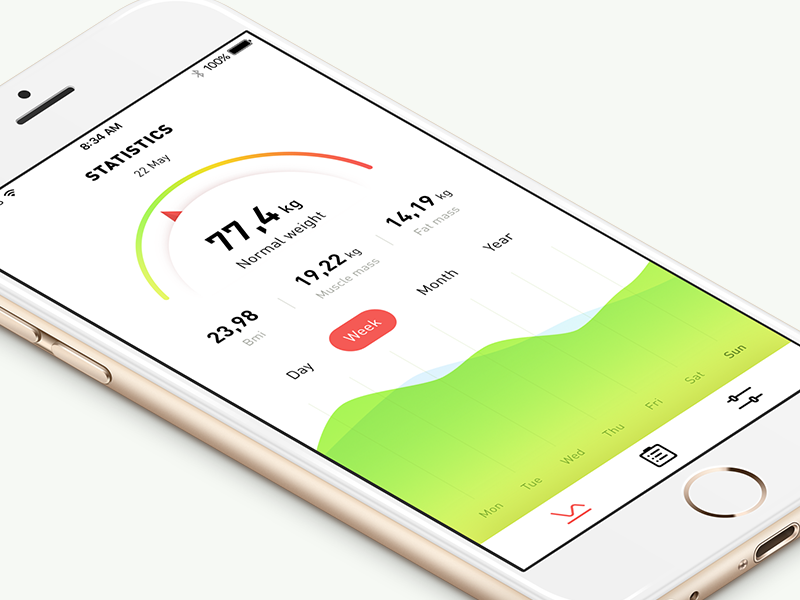 8:34 AM
100%
STATISTICS
22 May
77,4 kg
Normal weight
23,98
Bmi
19,22 kg
Muscle mass
14,19 kg
Fat mass
Day Week Month Year
Mon Tue Wed Thu Fri Sat Sun